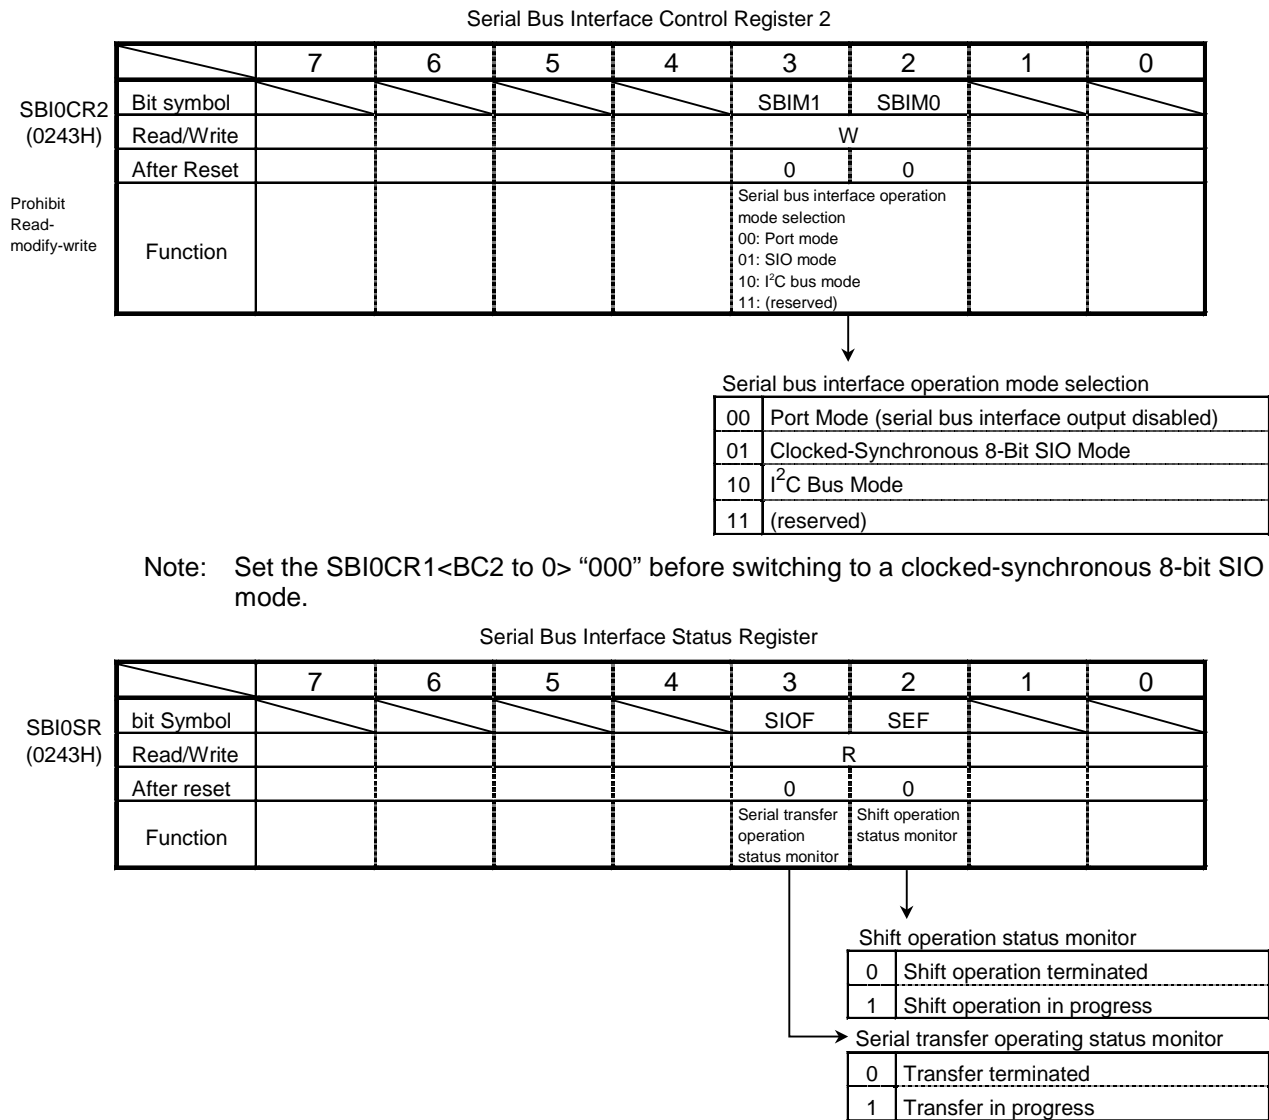 Serial Bus Interface Control Register 2
7 6 5 4 3 2 1 0
SBI0CR2
(0243H)
Bit symbol SBIM1 SBIM0
Read/Write W
After Reset 0 0
Prohibit
Read-
modify-write
Function
Serial bus interface operation
mode selection
00: Port mode
01: SIO mode
10: I²C bus mode
11: (reserved)
Serial bus interface operation mode selection
00 Port Mode (serial bus interface output disabled)
01 Clocked-Synchronous 8-Bit SIO Mode
10 I²C Bus Mode
11 (reserved)
Note: Set the SBI0CR1<BC2 to 0> “000” before switching to a clocked-synchronous 8-bit SIO
mode.
Serial Bus Interface Status Register
7 6 5 4 3 2 1 0
SBI0SR
(0243H)
bit Symbol SIOF SEF
Read/Write R
After reset 0 0
Function
Serial transfer
operation
status monitor
Shift operation
status monitor
Shift operation status monitor
0 Shift operation terminated
1 Shift operation in progress
Serial transfer operating status monitor
0 Transfer terminated
1 Transfer in progress